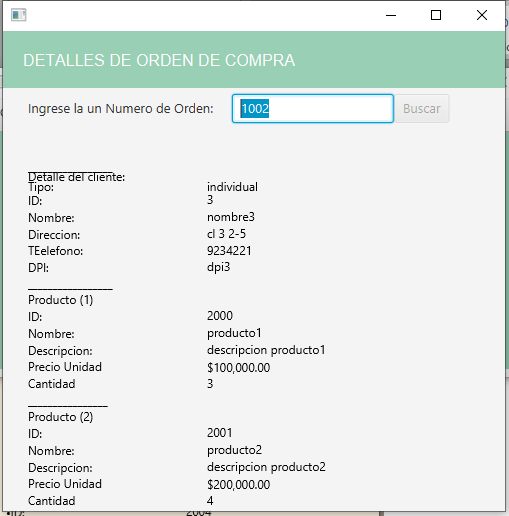 DETALLES DE ORDEN DE COMPRA
Ingrese la un Numero de Orden: 1002 Buscar
Detalle del cliente:
Tipo: individual
ID: 3
Nombre: nombre3
Direccion: cl 3 2-5
TEelefono: 9234221
DPI: dpi3
Producto (1)
ID: 2000
Nombre: producto1
Descripcion: descripcion producto1
Precio Unidad $100,000.00
Cantidad 3
Producto (2)
ID: 2001
Nombre: producto2
Descripcion: descripcion producto2
Precio Unidad $200,000.00
Cantidad 4